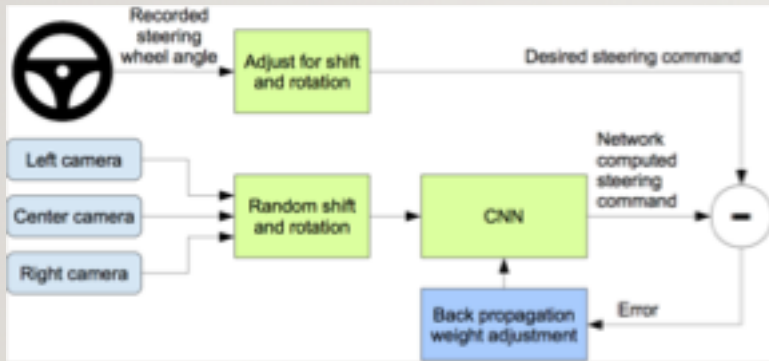 Recorded
steering
wheel angle
Adjust for shift
and rotation
Desired steering command
Left camera
Center camera
Right camera
Random shift
and rotation
CNN
Network
computed
steering
command
-
Back propagation
weight adjustment
Error